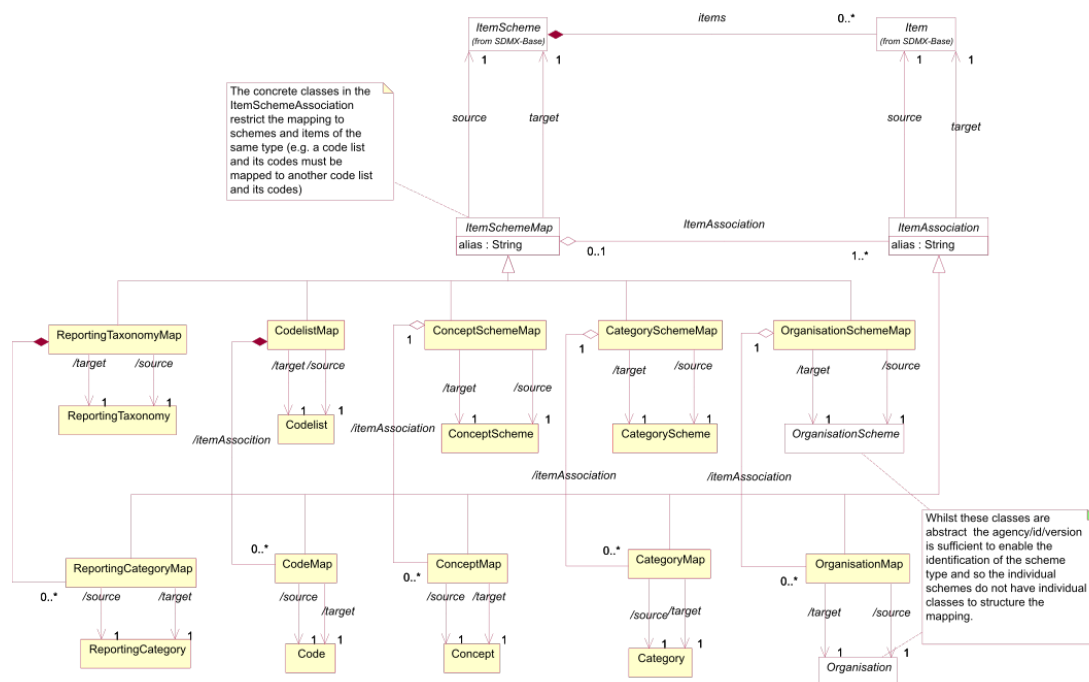 ItemScheme
(from SDMX-Base)
items
0..*
Item
(from SDMX-Base)
1
1
1
1
The concrete classes in the
ItemSchemeAssociation
restrict the mapping to
schemes and items of the
same type (e.g. a code list
and its codes must be
mapped to another code list
and its codes)
source
target
source
target
ItemSchemeMap
alias : String
ItemAssociation
0..1
1..*
ItemAssociation
alias : String
ReportingTaxonomyMap
CodelistMap
ConceptSchemeMap
CategorySchemeMap
OrganisationSchemeMap
1
1
1
/target
/source
/target
/source
/target
/source
/target
/source
/target
/source
1
1
1
1
1
1
1
1
1
1
ReportingTaxonomy
Codelist
ConceptScheme
CategoryScheme
OrganisationScheme
/itemAssocition
/itemAssociation
/itemAssociation
/itemAssociation
Whilst these classes are
abstract the agency/id/version
is sufficient to enable the
identification of the scheme
type and so the individual
schemes do not have individual
classes to structure the
mapping.
0..*
0..*
0..*
0..*
0..*
ReportingCategoryMap
CodeMap
ConceptMap
CategoryMap
OrganisationMap
/source
/target
/source
/target
/source
/target
/source
/target
/target
/source
1
1
1
1
1
1
1
1
1
1
ReportingCategory
Code
Concept
Category
Organisation